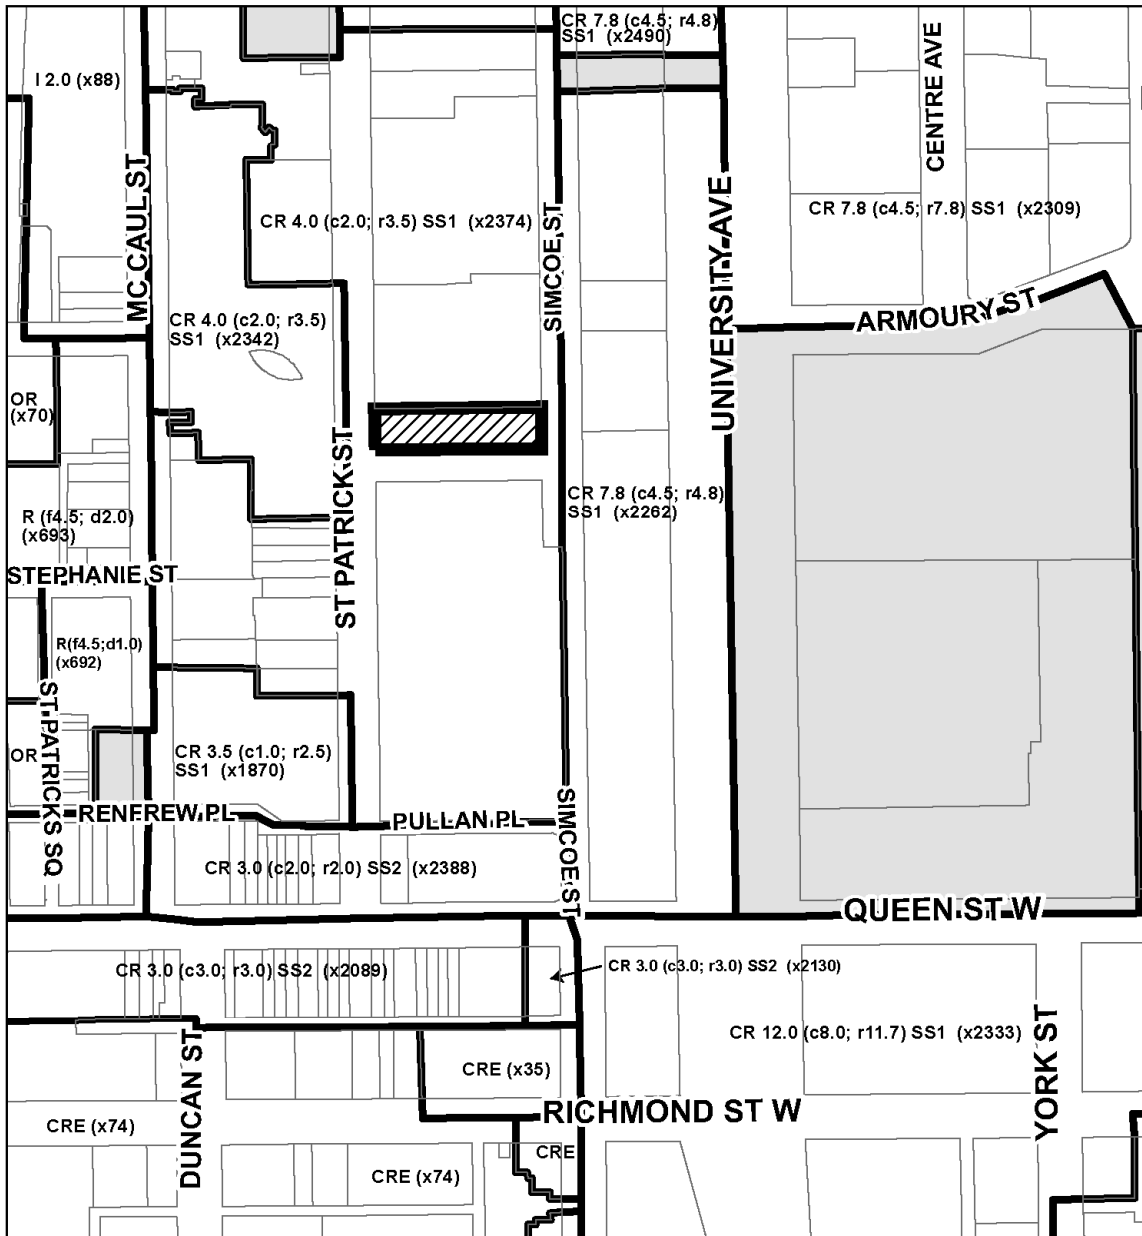 CR 7.8 (c4.5; r4.8)
SS1 (x2490)
CENTRE AVE
I 2.0 (x88)
MC CAUL ST
SIMCOE ST
UNIVERSITY AVE
CR 4.0 (c2.0; r3.5) SS1 (x2374)
CR 7.8 (c4.5; r7.8) SS1 (x2309)
ARMOURY ST
CR 4.0 (c2.0; r3.5)
SS1 (x2342)
OR
(x70)
ST PATRICK ST
CR 7.8 (c4.5; r4.8)
SS1 (x2262)
R (f4.5; d2.0)
(x693)
STEPHANIE ST
R(f4.5;d1.0)
(x692)
ST PATRICKS SQ
OR
CR 3.5 (c1.0; r2.5)
SS1 (x1870)
RENFREW PL
PULLAN PL
SIMCOE ST
CR 3.0 (c2.0; r2.0) SS2 (x2388)
QUEEN ST W
CR 3.0 (c3.0; r3.0) SS2 (x2089)
CR 3.0 (c3.0; r3.0) SS2 (x2130)
CR 12.0 (c8.0; r11.7) SS1 (x2333)
DUNCAN ST
YORK ST
CRE (x35)
RICHMOND ST W
CRE (x74)
CRE
CRE (x74)